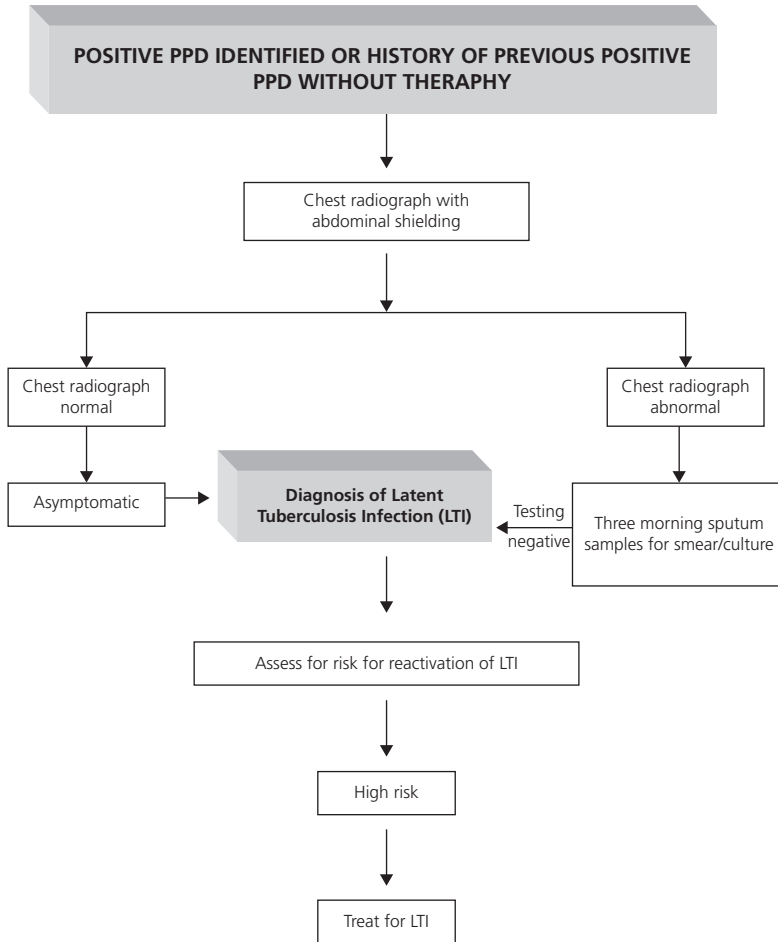 POSITIVE PPD IDENTIFIED OR HISTORY OF PREVIOUS POSITIVE
PPD WITHOUT THERAPHY
Chest radiograph with
abdominal shielding
Chest radiograph
normal
Chest radiograph
abnormal
Asymptomatic
Diagnosis of Latent
Tuberculosis Infection (LTI)
Testing
negative
Three morning sputum
samples for smear/culture
Assess for risk for reactivation of LTI
High risk
Treat for LTI